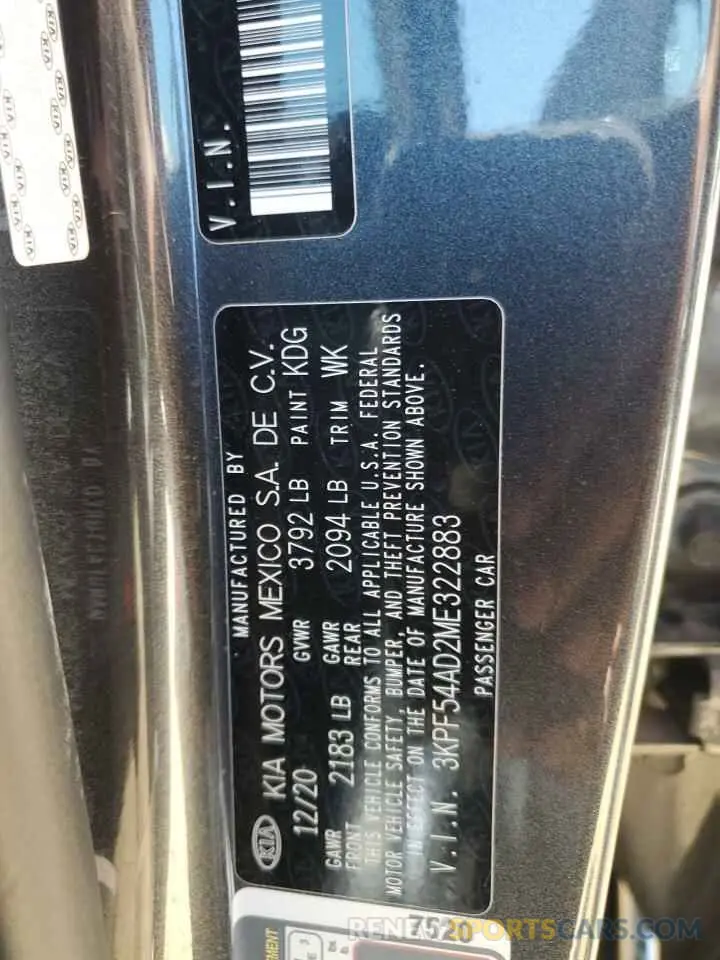 V.I.N.
MANUFACTURED BY
KIA KIA MOTORS MEXICO S.A. DE C.V.
12/20 GVWR 3792 LB PAINT KDG
GAWR FRONT 2183 LB GAWR REAR 2094 LB TRIM WK
THIS VEHICLE CONFORMS TO ALL APPLICABLE U.S.A. FEDERAL
MOTOR VEHICLE SAFETY, BUMPER, AND THEFT PREVENTION STANDARDS
IN EFFECT ON THE DATE OF MANUFACTURE SHOWN ABOVE.
V.I.N. 3KPF54AD2ME322883
PASSENGER CAR
7520
RENEWSPORTSCARS.COM